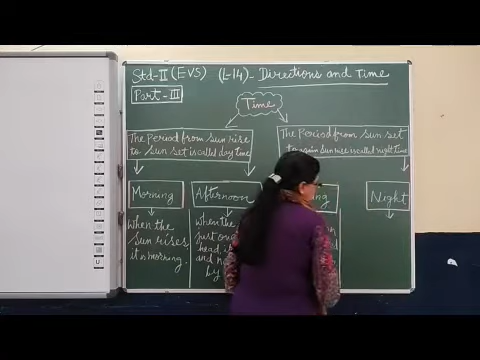 Std-II (EVS) (L-14)- Directions and Time
Part-III
Time
The Period from sun rise
to sun set is called day time
The Period from sun set
to again sun rise is called night time
Morning
Afternoon
Night
When the
sun rises
it is morning.
when the
just ov
head, i
and n
by